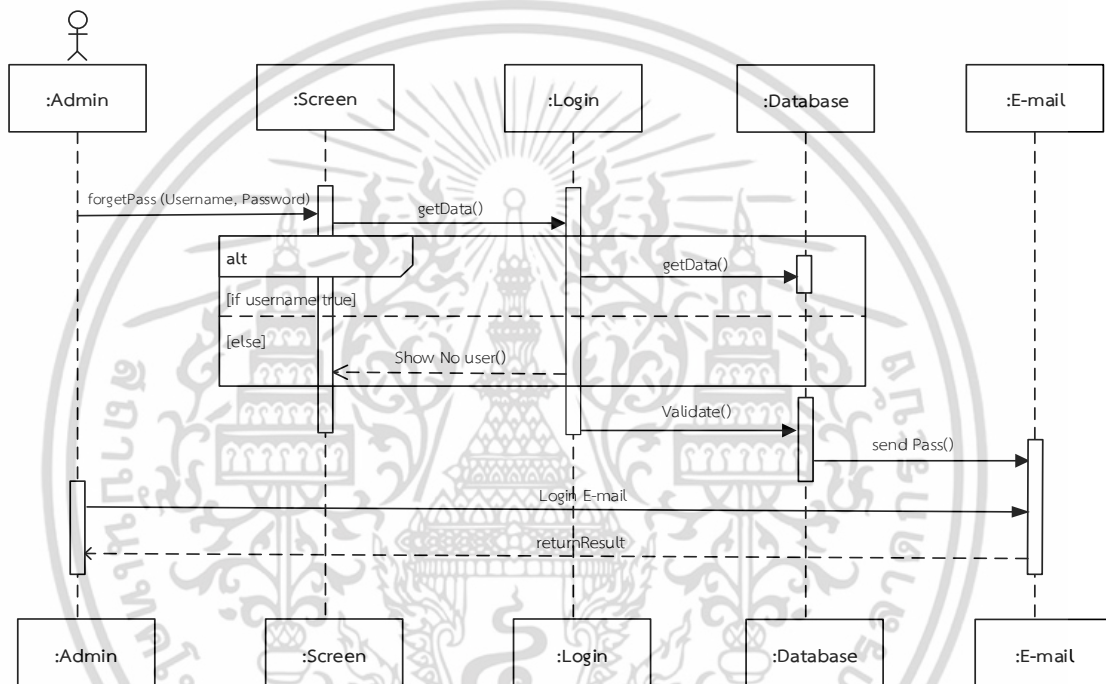 :Admin
:Screen
:Login
:Database
:E-mail
forgetPass (Username, Password)
getData()
alt
getData()
[if username true]
[else]
Show No user()
Validate()
send Pass()
Login E-mail
returnResult
:Admin
:Screen
:Login
:Database
:E-mail